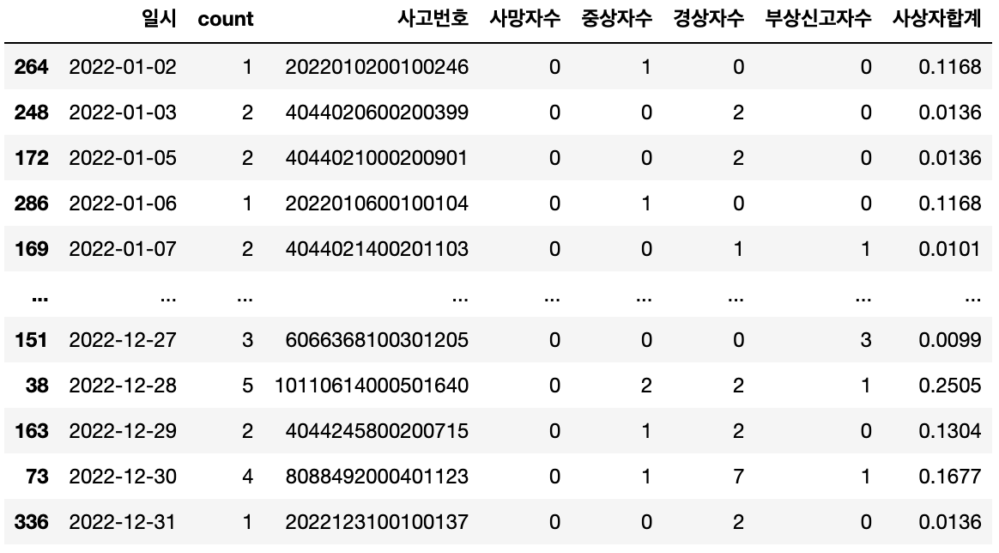 일시 count 사고번호 사망자수 중상자수 경상자수 부상신고자수 사상자합계
264 2022-01-02 1 2022010200100246 0 1 0 0 0.1168
248 2022-01-03 2 4044020600200399 0 0 2 0 0.0136
172 2022-01-05 2 4044021000200901 0 0 2 0 0.0136
286 2022-01-06 1 2022010600100104 0 1 0 0 0.1168
169 2022-01-07 2 4044021400201103 0 0 1 1 0.0101
... ... ... ... ... ... ... ... ...
151 2022-12-27 3 6066368100301205 0 0 0 3 0.0099
38 2022-12-28 5 10110614000501640 0 2 2 1 0.2505
163 2022-12-29 2 4044245800200715 0 1 2 0 0.1304
73 2022-12-30 4 8088492000401123 0 1 7 1 0.1677
336 2022-12-31 1 2022123100100137 0 0 2 0 0.0136